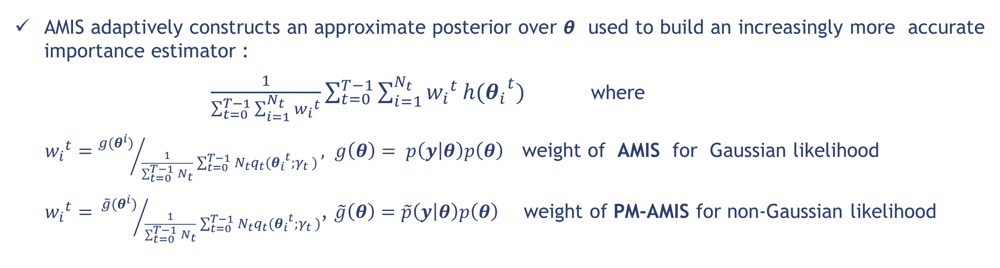 ✓ AMIS adaptively constructs an approximate posterior over 𝜽 used to build an increasingly more accurate
importance estimator :
\frac{1}{\sum_{t=0}^{T-1} \sum_{i=1}^{N_t} {w_i}^t} \sum_{t=0}^{T-1} \sum_{i=1}^{N_t} {w_i}^t h({\boldsymbol{\theta}_i}^t) where
{w_i}^t = g(\boldsymbol{\theta}^i) / \frac{1}{\sum_{t=0}^{T-1} N_t} \sum_{t=0}^{T-1} N_t q_t({\boldsymbol{\theta}_i}^t; \gamma_t) , g(\boldsymbol{\theta}) = p(\boldsymbol{y}|\boldsymbol{\theta})p(\boldsymbol{\theta}) weight of AMIS for Gaussian likelihood
{w_i}^t = \tilde{g}(\boldsymbol{\theta}^i) / \frac{1}{\sum_{t=0}^{T-1} N_t} \sum_{t=0}^{T-1} N_t q_t({\boldsymbol{\theta}_i}^t; \gamma_t) , \tilde{g}(\boldsymbol{\theta}) = \tilde{p}(\boldsymbol{y}|\boldsymbol{\theta})p(\boldsymbol{\theta}) weight of PM-AMIS for non-Gaussian likelihood